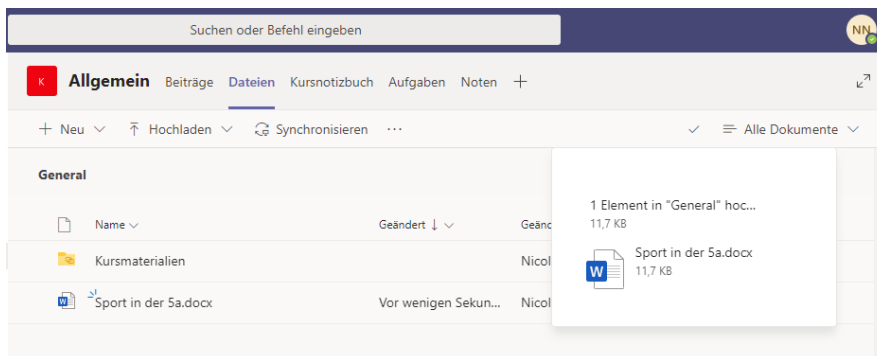 Suchen oder Befehl eingeben
NN
K Allgemein Beiträge Dateien Kursnotizbuch Aufgaben Noten
Neu Hochladen Synchronisieren ... Alle Dokumente
General
1 Element in "General" hoc...
11,7 KB
Name Geändert ↓ Geänd
Sport in der 5a.docx
Kursmaterialien Nicol
W 11,7 KB
W Sport in der 5a.docx Vor wenigen Sekun... Nicol